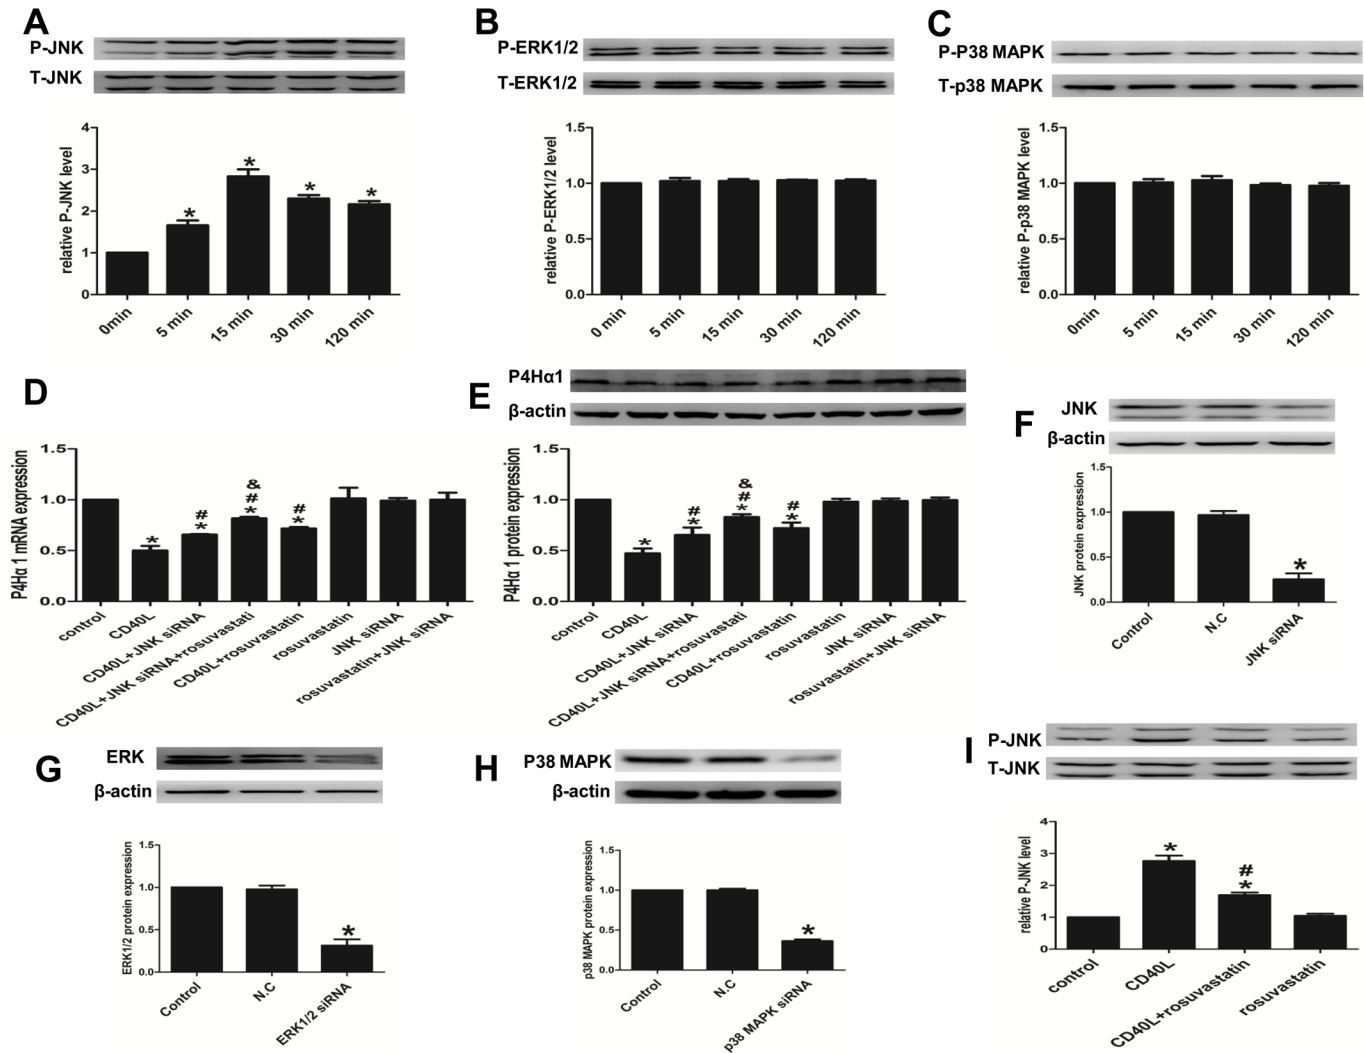 A
P-JNK
T-JNK
relative P-JNK level
4
3
2
1
0
*
*
*
*
0min
5 min
15 min
30 min
120 min
B
P-ERK1/2
T-ERK1/2
relative P-ERK1/2 level
1.5
1.0
0.5
0.0
0 min
5 min
15 min
30 min
120 min
C
P-P38 MAPK
T-p38 MAPK
relative P-p38 MAPK level
1.5
1.0
0.5
0.0
0min
5 min
15 min
30 min
120 min
D
P4Hα 1 mRNA expression
1.5
1.0
0.5
0.0
*
#
*
&
#
*
#
*
control
CD40L
CD40L+JNK siRNA
CD40L+JNK siRNA+rosuvastati
CD40L+rosuvastatin
rosuvastatin
JNK siRNA
rosuvastatin+JNK siRNA
E
P4Hα1
β-actin
P4Hα 1 protein expression
1.5
1.0
0.5
0.0
*
#
*
&
#
*
#
*
control
CD40L
CD40L+JNK siRNA
CD40L+JNK siRNA+rosuvastati
CD40L+rosuvastatin
rosuvastatin
JNK siRNA
rosuvastatin+JNK siRNA
F
JNK
β-actin
JNK protein expression
1.5
1.0
0.5
0.0
*
Control
N.C
JNK siRNA
G
ERK
β-actin
ERK1/2 protein expression
1.5
1.0
0.5
0.0
*
Control
N.C
ERK1/2 siRNA
H
P38 MAPK
β-actin
p38 MAPK protein expression
1.5
1.0
0.5
0.0
*
Control
N.C
p38 MAPK siRNA
I
P-JNK
T-JNK
relative P-JNK level
4
3
2
1
0
*
#
*
control
CD40L
CD40L+rosuvastatin
rosuvastatin